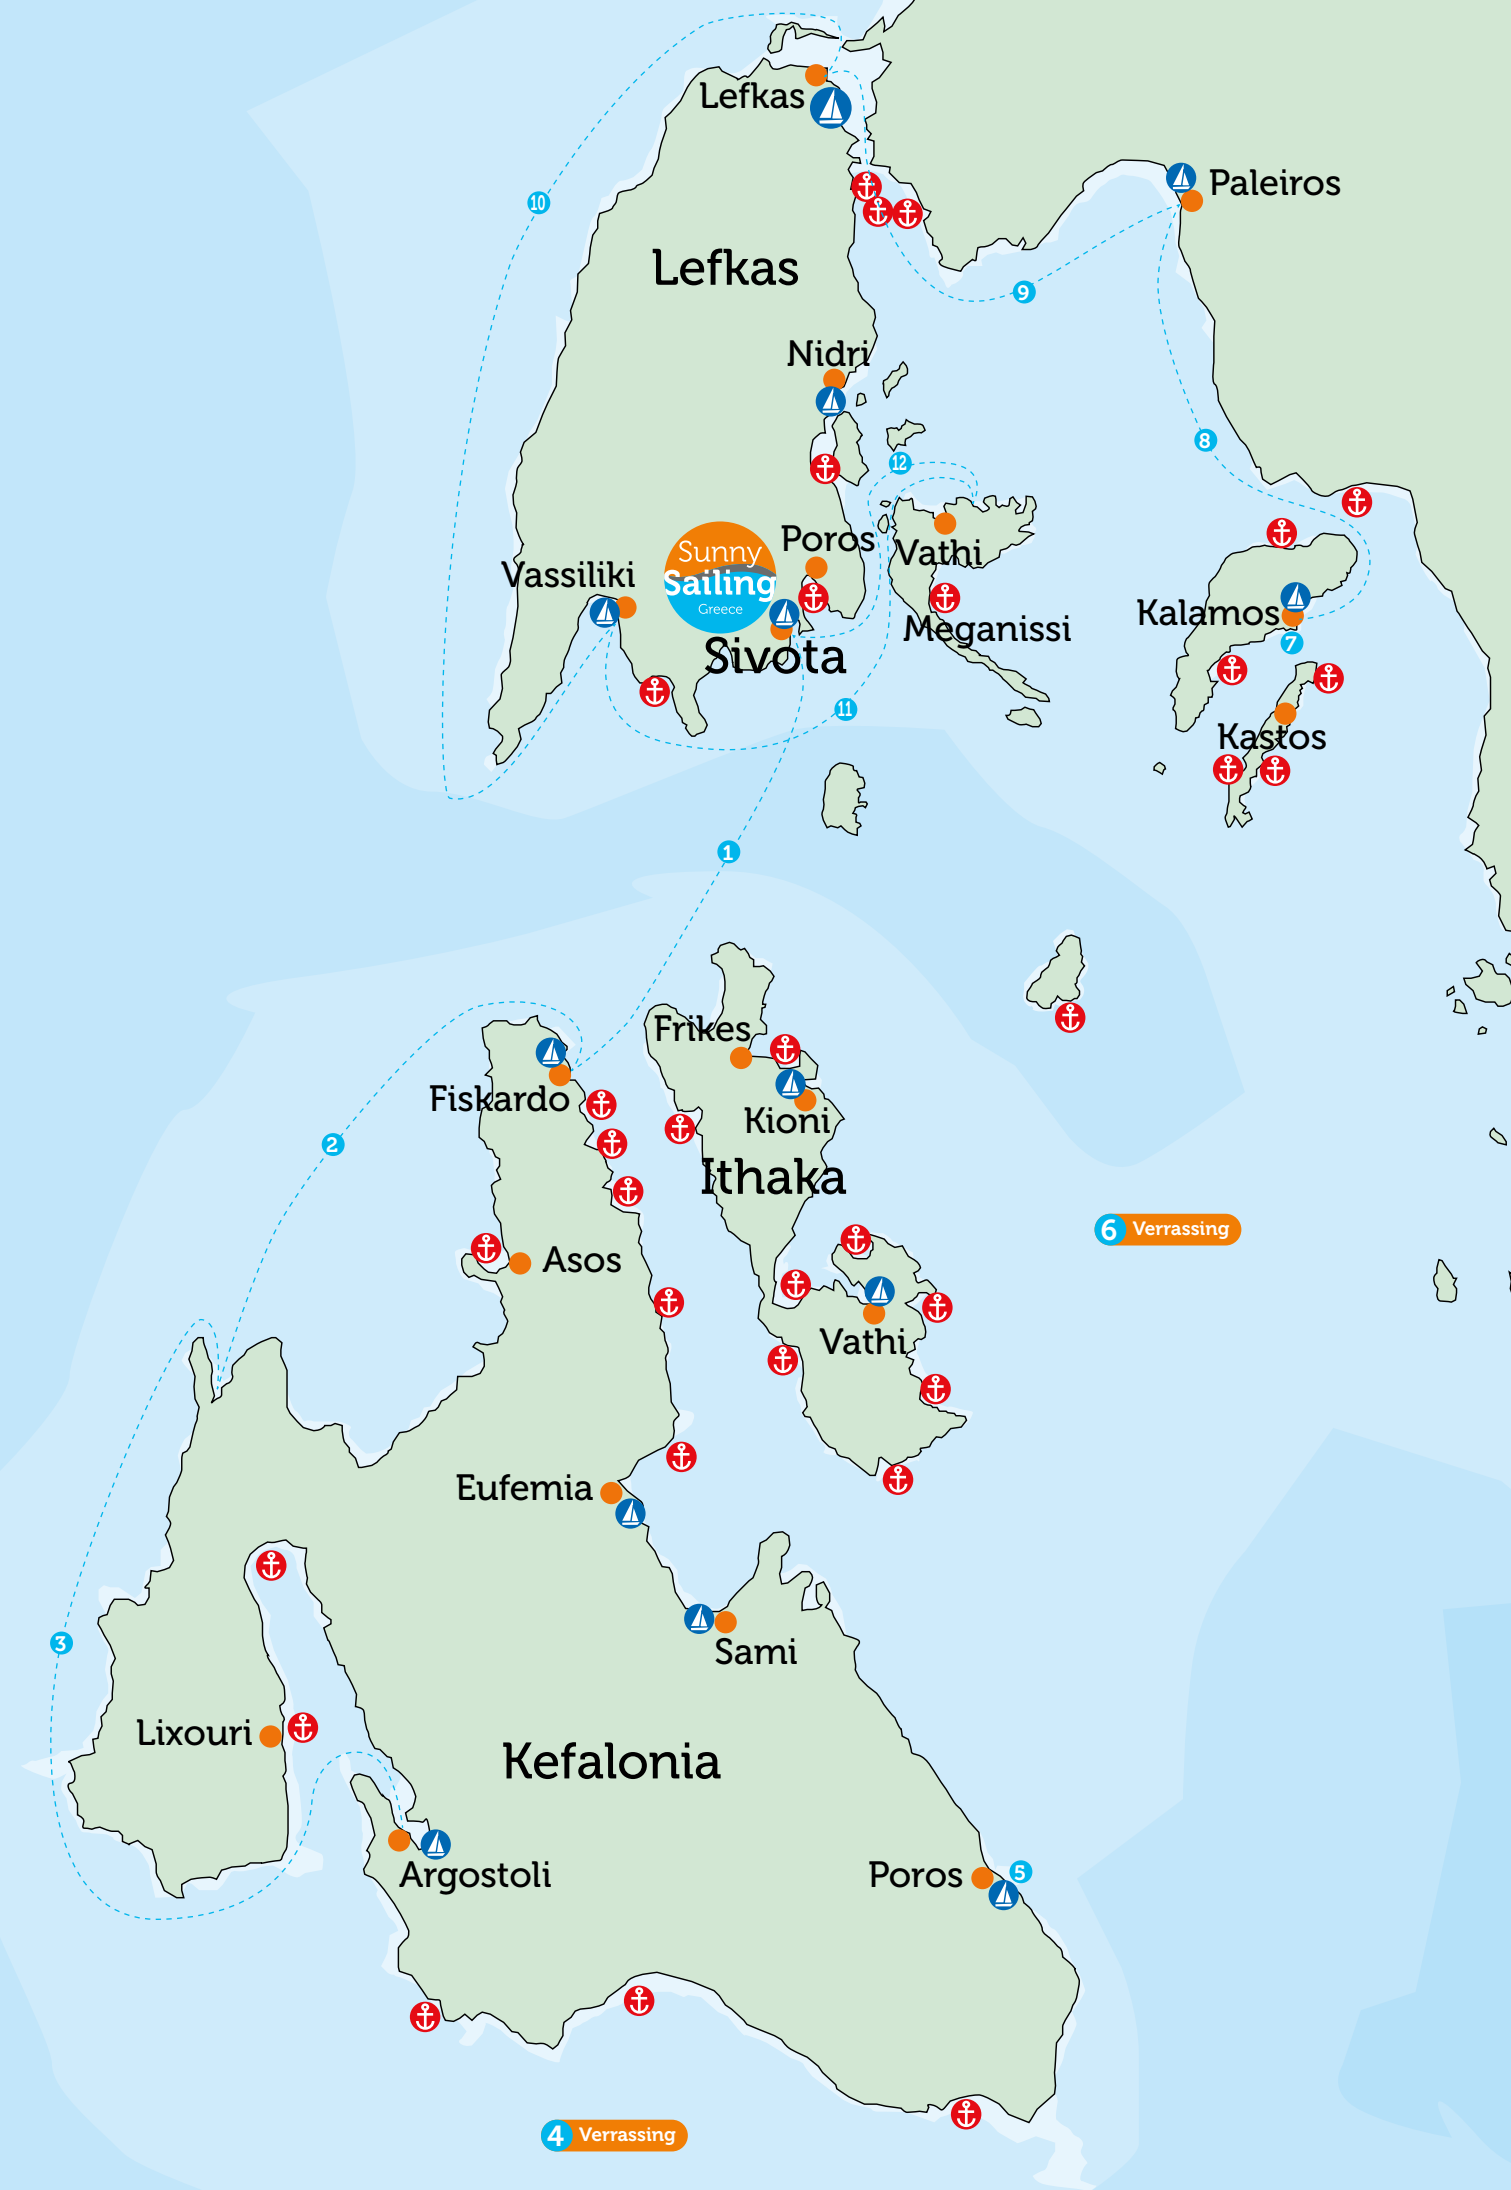 Lefkas
Paleiros
10
Lefkas
9
Nidri
8
12
Poros
Vathi
Sunny
Sailing
Greece
Vassiliki
Kalamos
Meganissi
7
Sivota
11
Kastos
1
Frikes
Fiskardo
Kioni
2
Ithaka
6 Verrassing
Asos
Vathi
Eufemia
3
Sami
Lixouri
Kefalonia
Argostoli
Poros
5
4 Verrassing